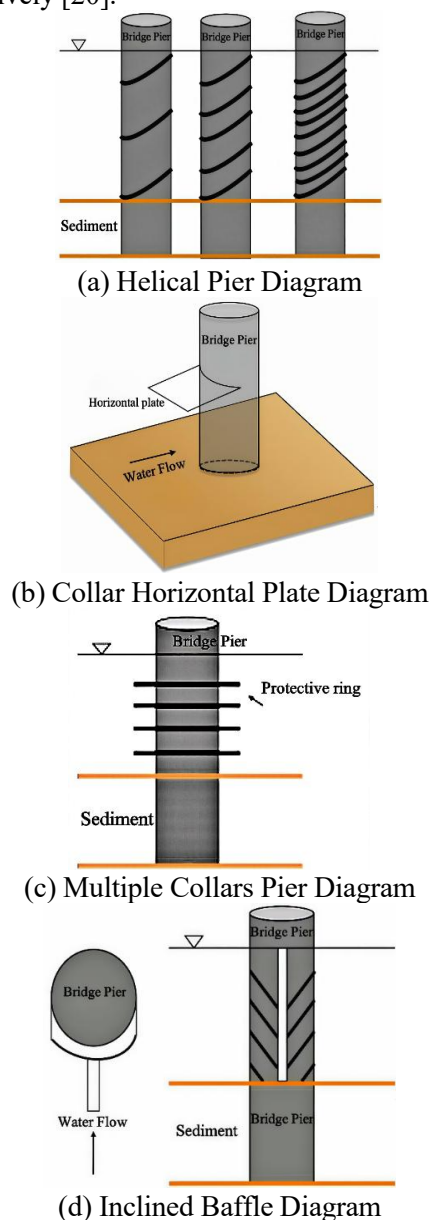 ively [20].
Bridge Pier Bridge Pier Bridge Pier
Sediment
(a) Helical Pier Diagram
Bridge Pier
Horizontal plate
Water Flow
(b) Collar Horizontal Plate Diagram
Bridge Pier
Protective ring
Sediment
(c) Multiple Collars Pier Diagram
Bridge Pier
Bridge Pier
Water Flow
Bridge Pier
Sediment
(d) Inclined Baffle Diagram